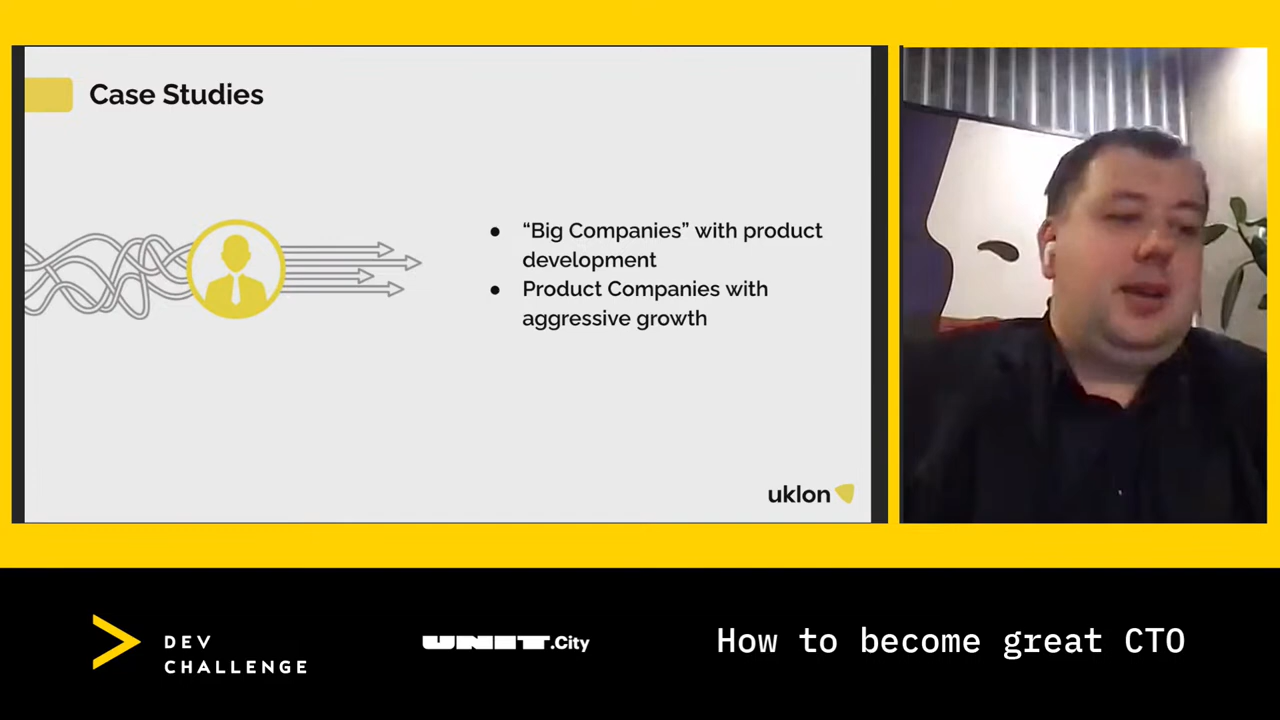 Case Studies
● “Big Companies” with product
development
● Product Companies with
aggressive growth
uklon
DEV
CHALLENGE
UNIT.City
How to become great CTO